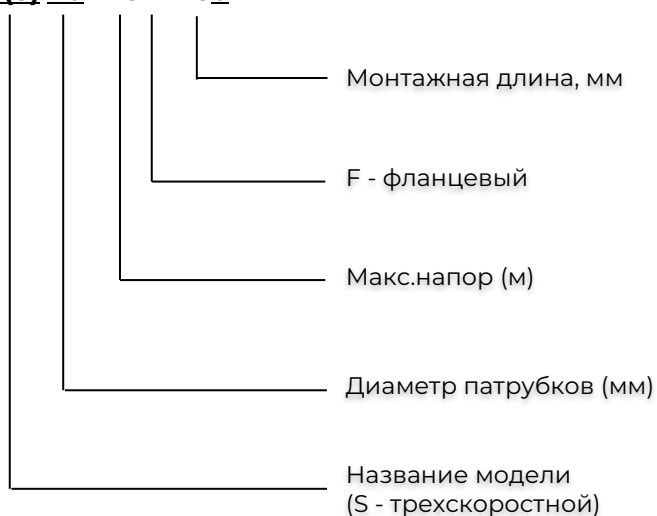 Монтажная длина, мм
F - фланцевый
Макс.напор (м)
Диаметр патрубков (мм)
Название модели
(S - трехскоростной)